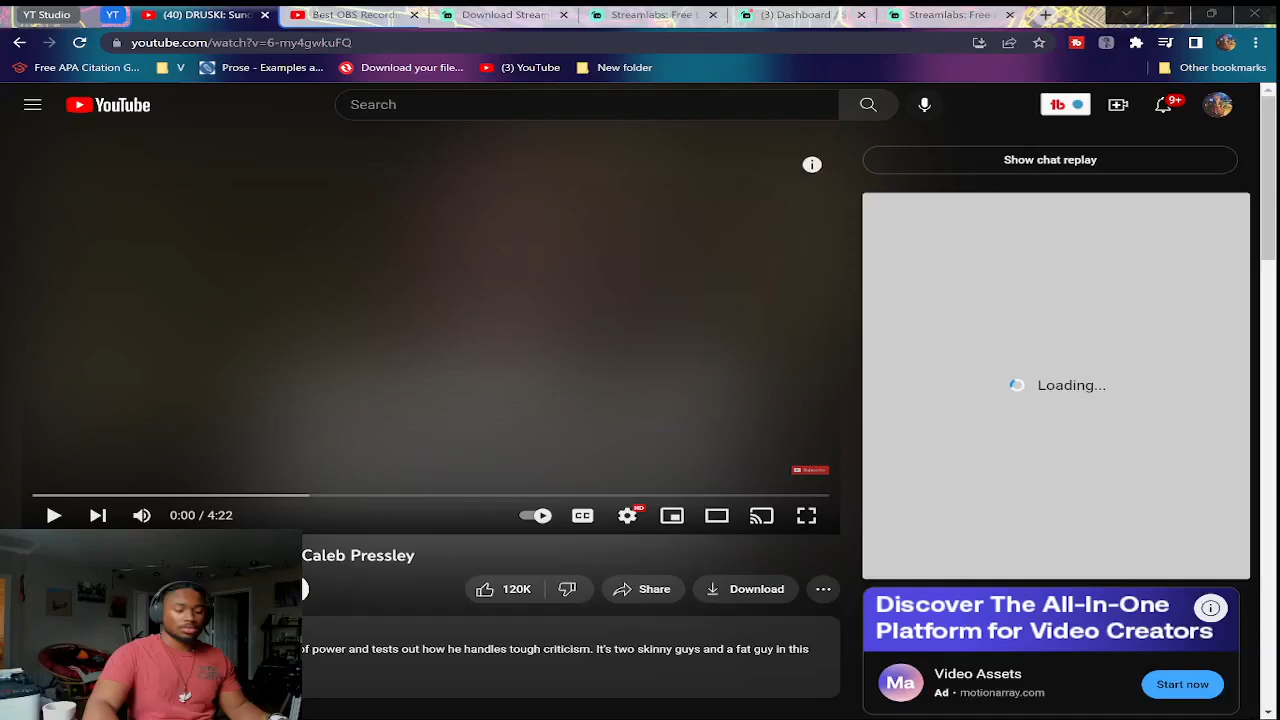 YT Studio
YT
(40) DRUSKI: Sund
Best OBS Record
Download Stream
Streamlabs: Free
(3) Dashboard / S
Streamlabs: Free
youtube.com/watch?v=6-my4gwkuFQ
Free APA Citation G...
V
Prose - Examples a...
Download your file...
(3) YouTube
New folder
Other bookmarks
YouTube
Search
tb
9+
Show chat replay
Loading...
Subscribe
0:00 / 4:22
CC
HD
Caleb Pressley
120K
Share
Download
of power and tests out how he handles tough criticism. It's two skinny guys and a fat guy in this
Discover The All-In-One
Platform for Video Creators
Ma
Video Assets
Ad • motionarray.com
Start now